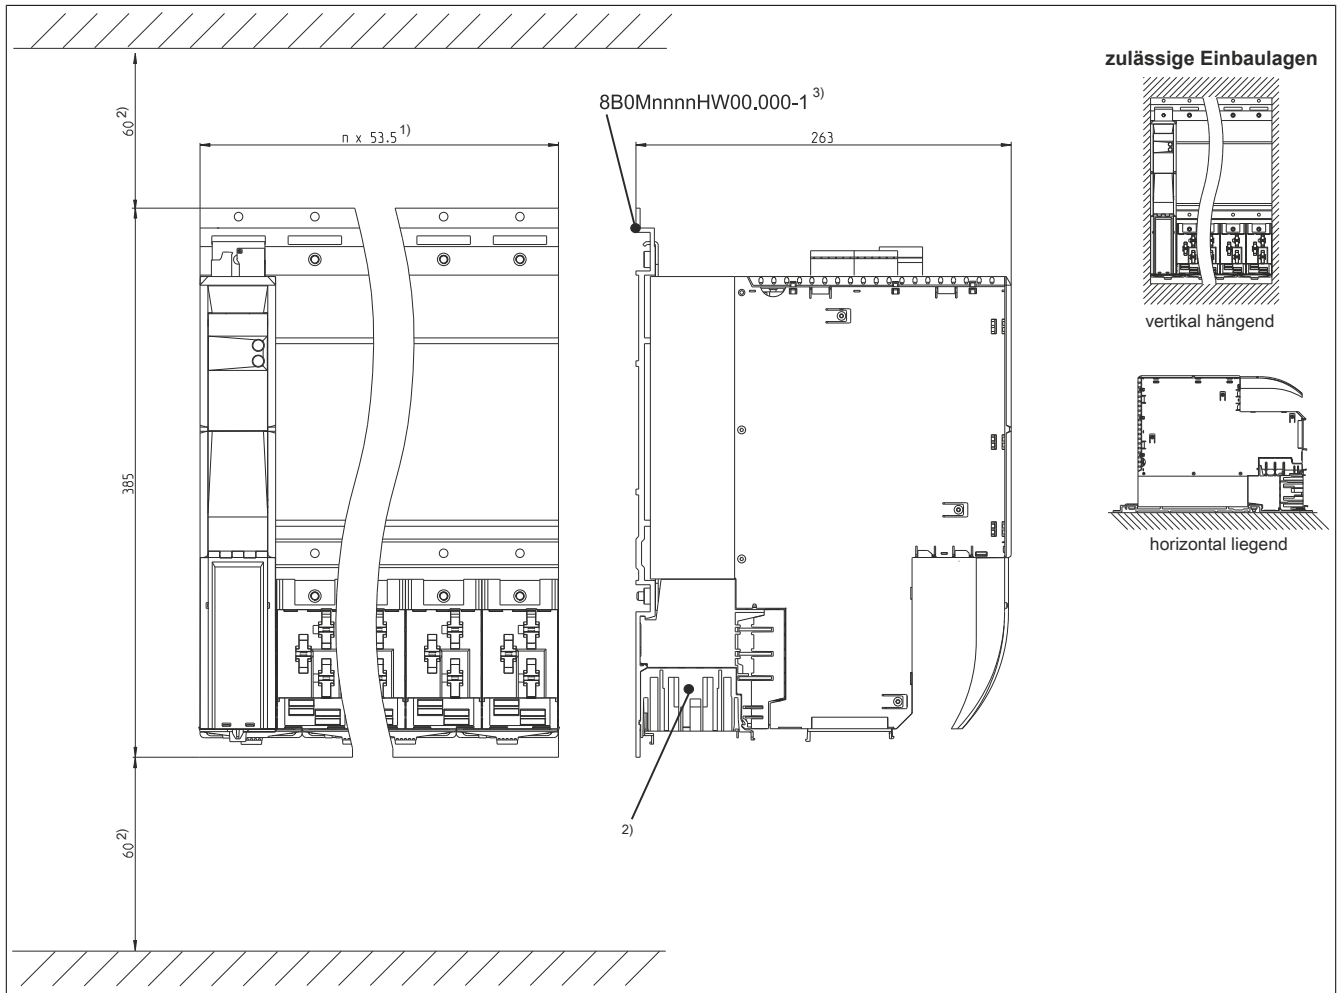 zulässige Einbaulagen
8B0MnnnnHW00.000-1 3)
60 2)
n x 53.5 1)
263
vertikal hängend
385
horizontal liegend
2)
60 2)